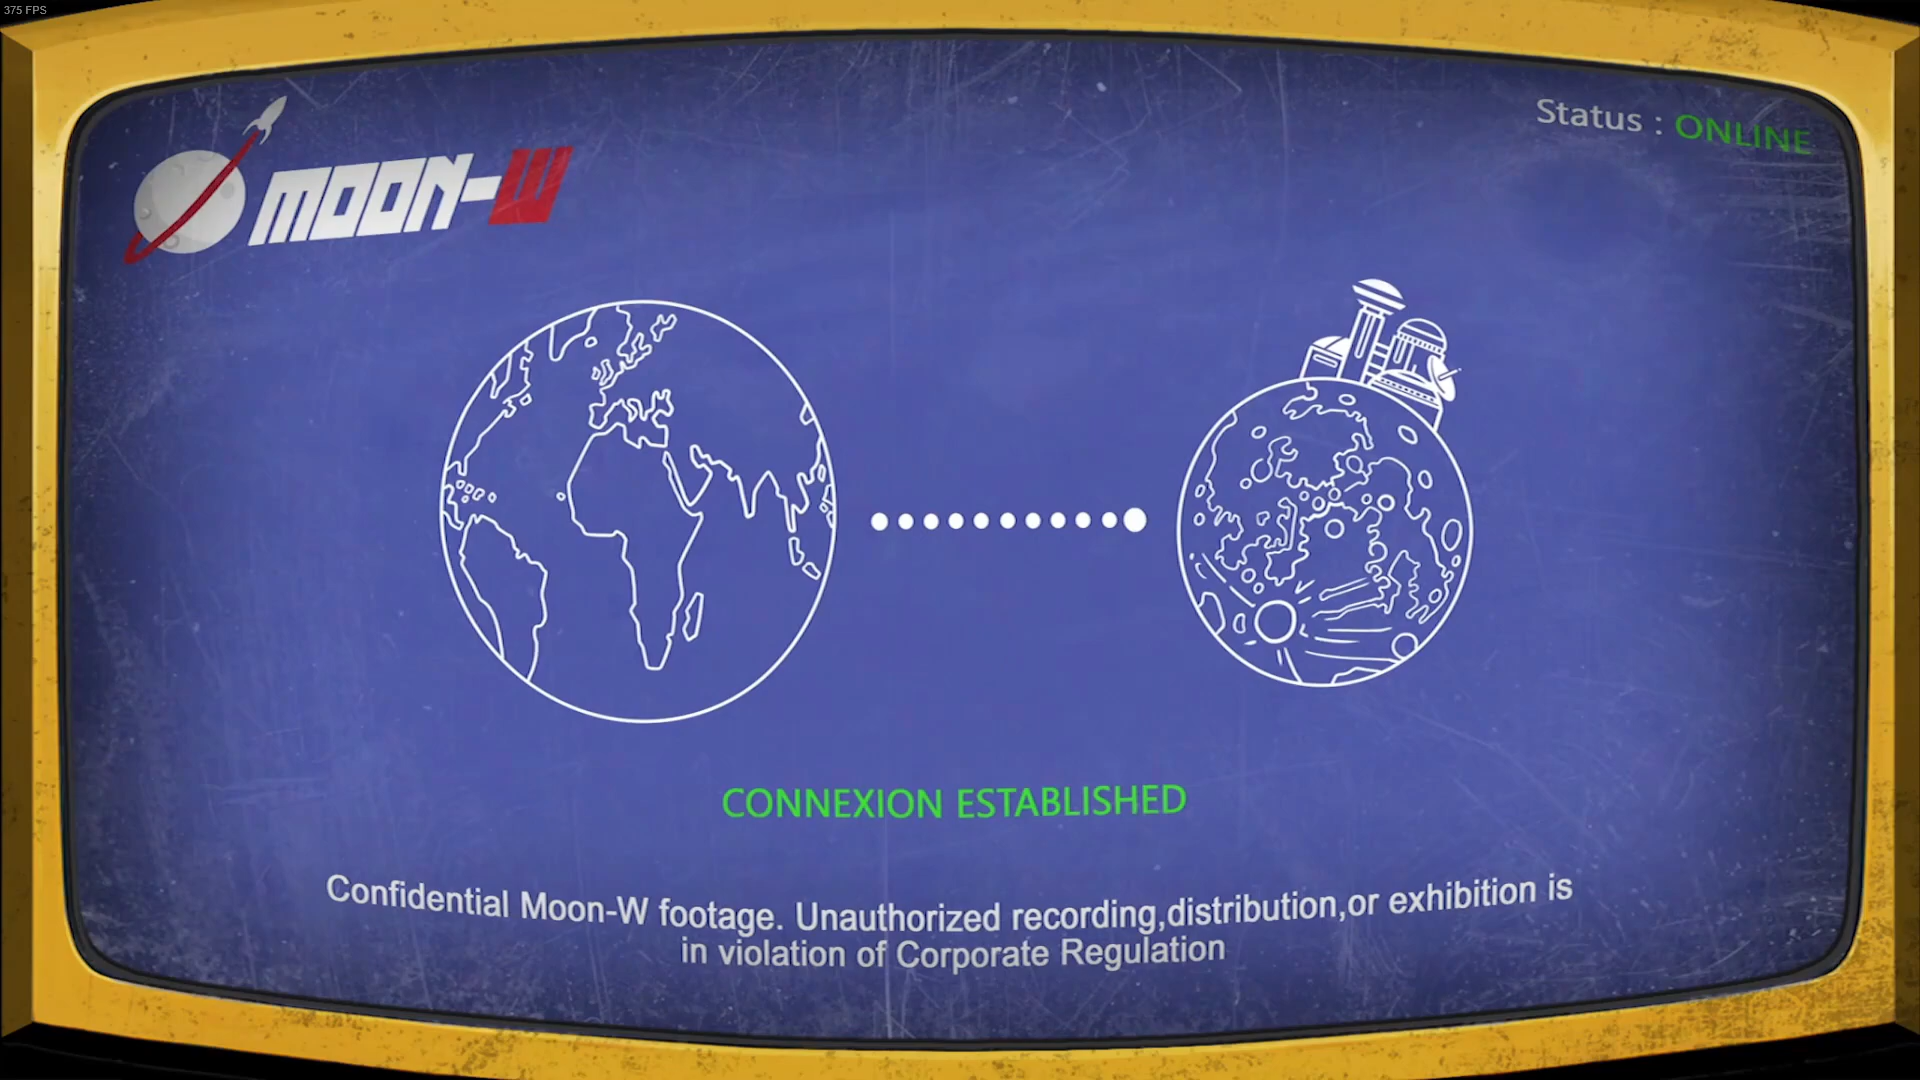 375 FPS
Status : ONLINE
MOON-W
CONNEXION ESTABLISHED
Confidential Moon-W footage. Unauthorized recording,distribution,or exhibition is
in violation of Corporate Regulation